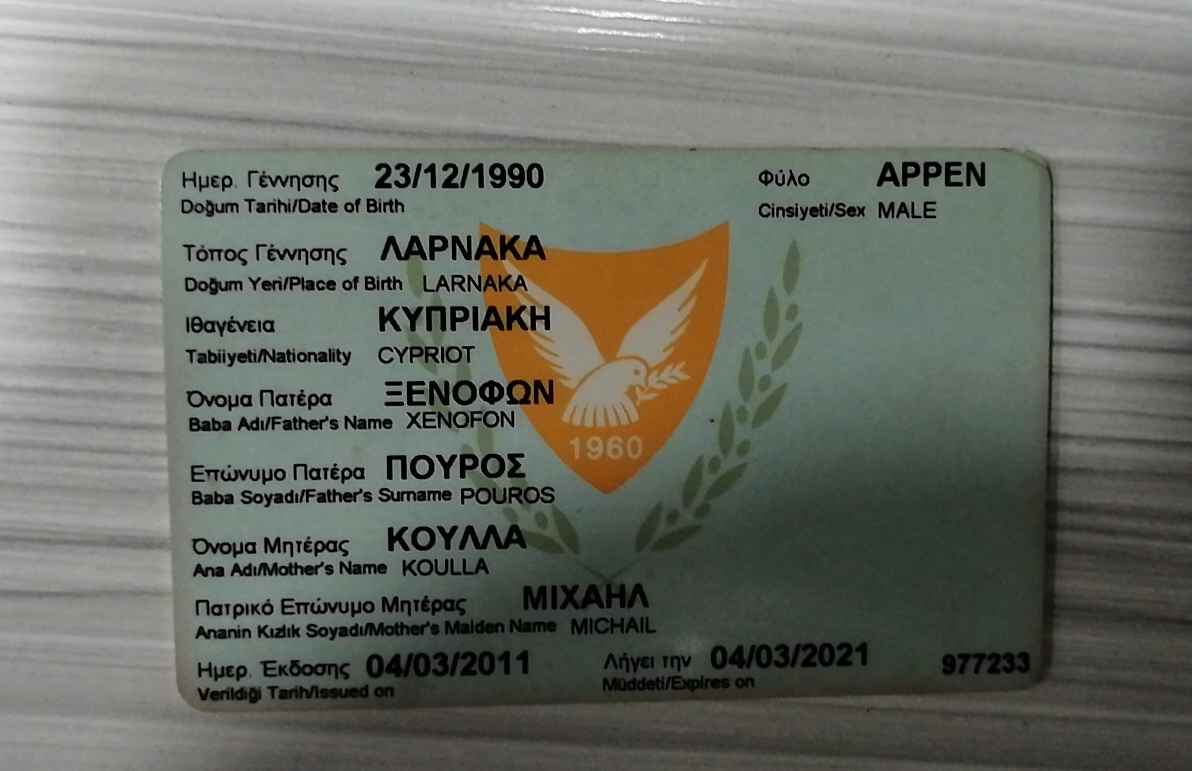 Ημερ. Γέννησης 23/12/1990 Φύλο ΑΡΡΕΝ
Doğum Tarihi/Date of Birth Cinsiyeti/Sex MALE
Τόπος Γέννησης ΛΑΡΝΑΚΑ
Doğum Yeri/Place of Birth LARNAKA
Ιθαγένεια ΚΥΠΡΙΑΚΗ
Tabiiyeti/Nationality CYPRIOT
Όνομα Πατέρα ΞΕΝΟΦΩΝ
Baba Adı/Father's Name XENOFON
1960
Επώνυμο Πατέρα ΠΟΥΡΟΣ
Baba Soyadı/Father's Surname POUROS
Όνομα Μητέρας ΚΟΥΛΛΑ
Ana Adı/Mother's Name KOULLA
Πατρικό Επώνυμο Μητέρας ΜΙΧΑΗΛ
Ananin Kızlık Soyadı/Mother's Maiden Name MICHAIL
Ημερ. Έκδοσης 04/03/2011 Λήγει την 04/03/2021 977233
Verildiği Tarih/Issued on Müddeti/Expires on